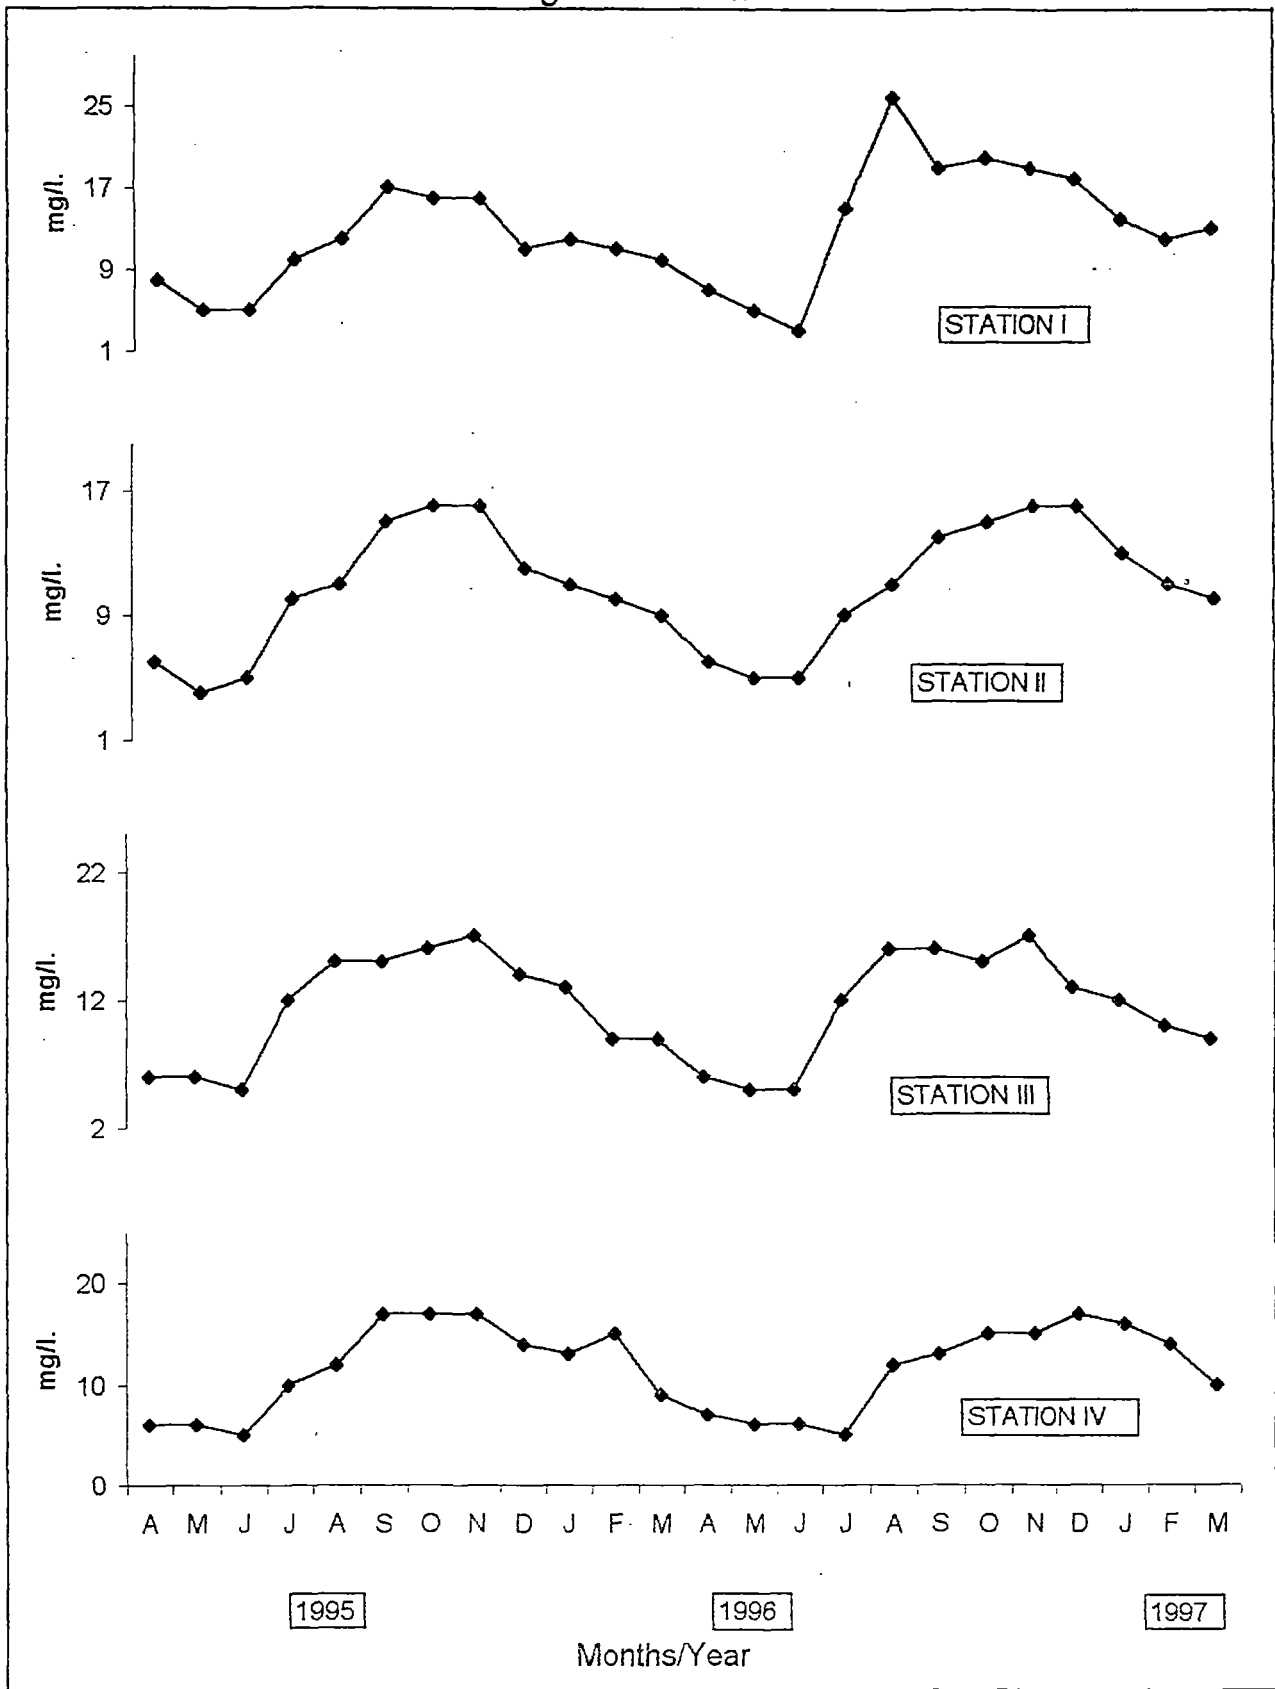 25
17
9
1
mg/l.
STATION I
17
9
1
mg/l.
STATION II
22
12
2
mg/l.
STATION III
20
10
0
mg/l.
STATION IV
A M J J A S O N D J F M A M J J A S O N D J F M
1995 1996 1997
Months/Year